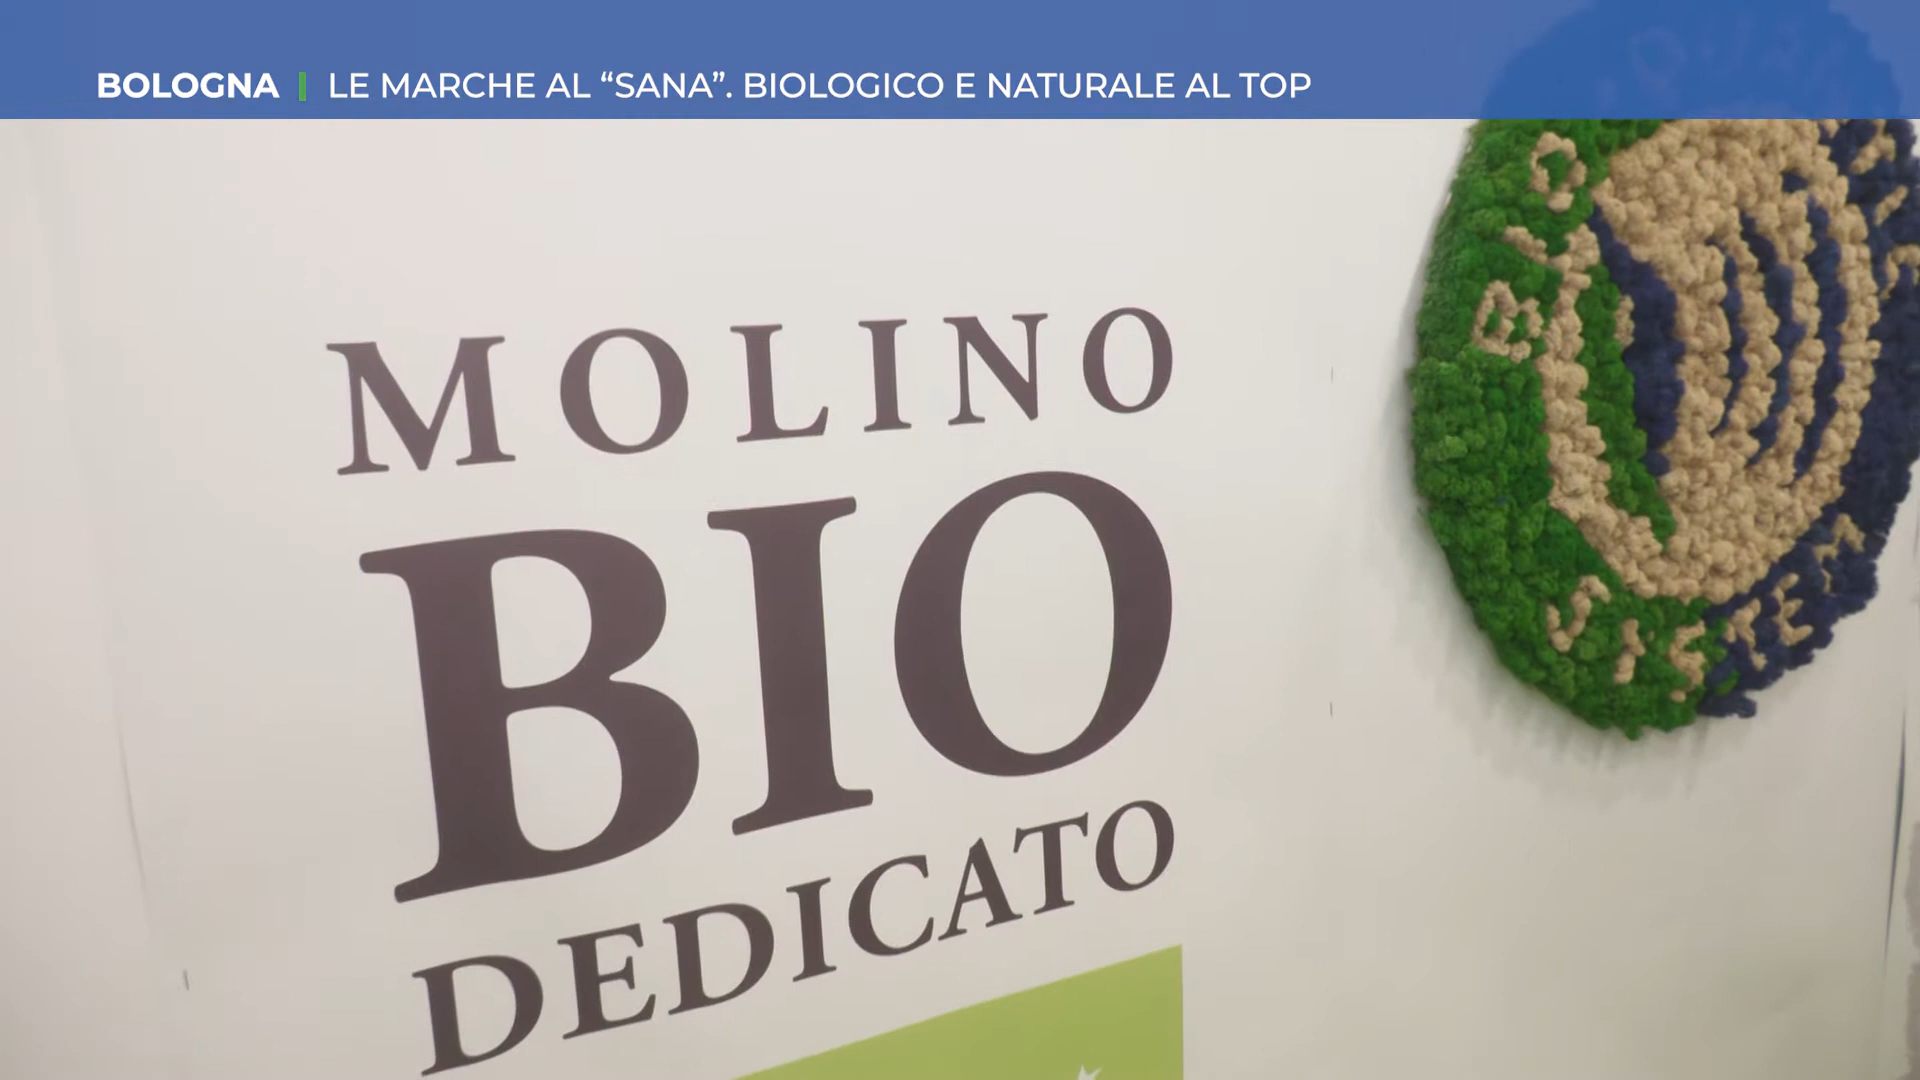 BOLOGNA | LE MARCHE AL “SANA”. BIOLOGICO E NATURALE AL TOP
MOLINO
BIO
DEDICATO